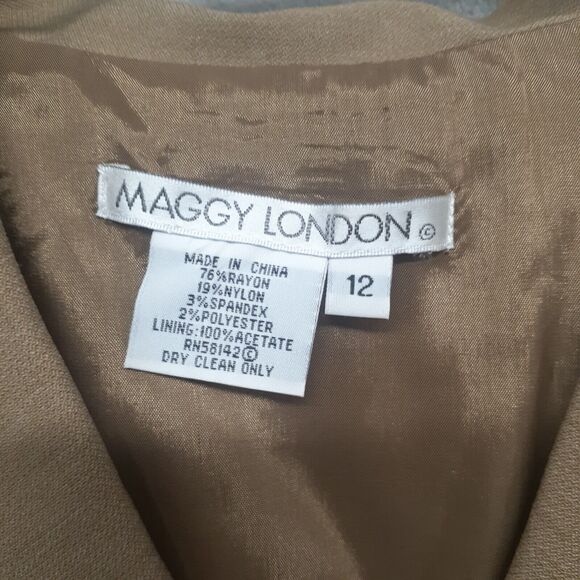 MAGGY LONDON ©
MADE IN CHINA
76%RAYON
19%NYLON
3%SPANDEX
2%POLYESTER
LINING:100%ACETATE
RN58142©
DRY CLEAN ONLY
12